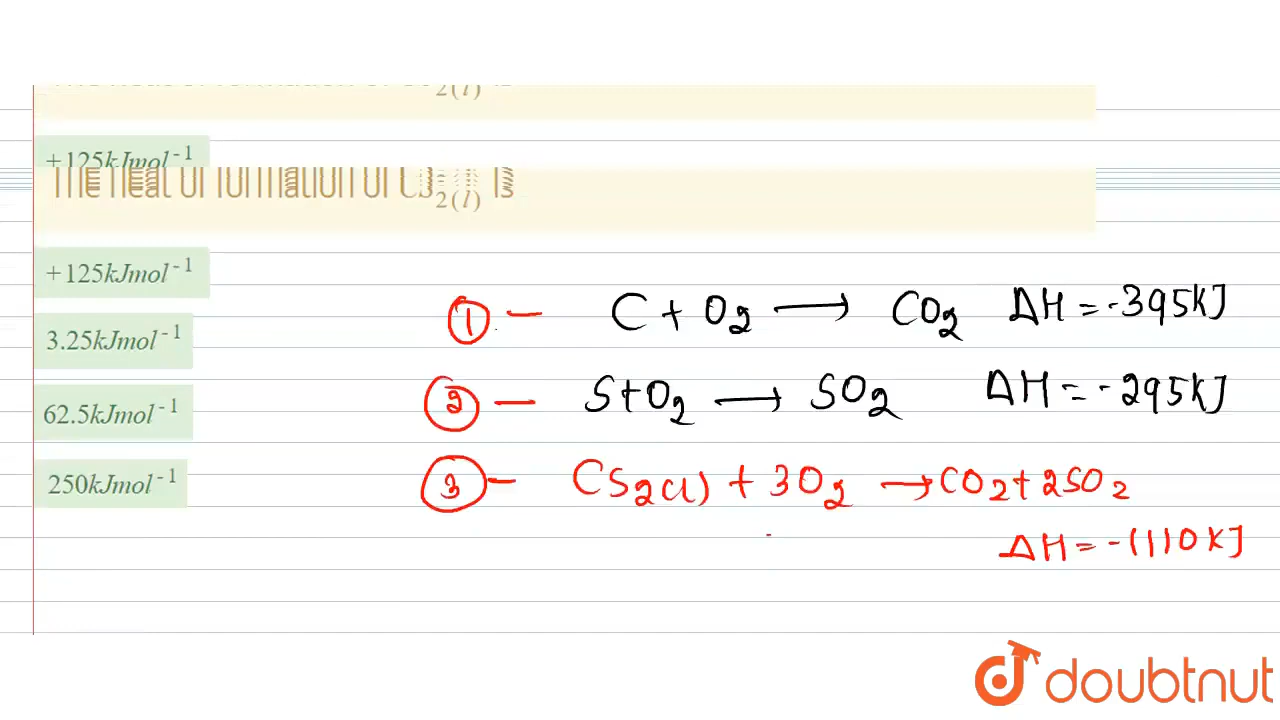 +125kJmol⁻¹
The heat of formation of CS₂(l) is
+125kJmol⁻¹
3.25kJmol⁻¹
62.5kJmol⁻¹
250kJmol⁻¹
① — C + O₂ ⟶ CO₂ ΔH = -395KJ
② — S + O₂ ⟶ SO₂ ΔH = -295KJ
③ — CS₂(l) + 3O₂ ⟶ CO₂ + 2SO₂
ΔH = -1110KJ
doubtnut